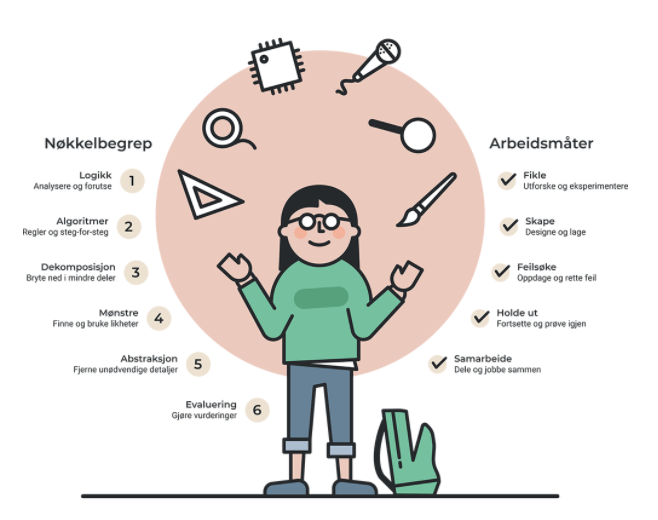 Nøkkelbegrep
Logikk
Analysere og forutse
1
Algoritmer
Regler og steg-for-steg
2
Dekomposisjon
Bryte ned i mindre deler
3
Mønstre
Finne og bruke likheter
4
Abstraksjon
Fjerne unødvendige detaljer
5
Evaluering
Gjøre vurderinger
6
Arbeidsmåter
Fikle
Utforske og eksperimentere
Skape
Designe og lage
Feilsøke
Oppdage og rette feil
Holde ut
Fortsette og prøve igjen
Samarbeide
Dele og jobbe sammen